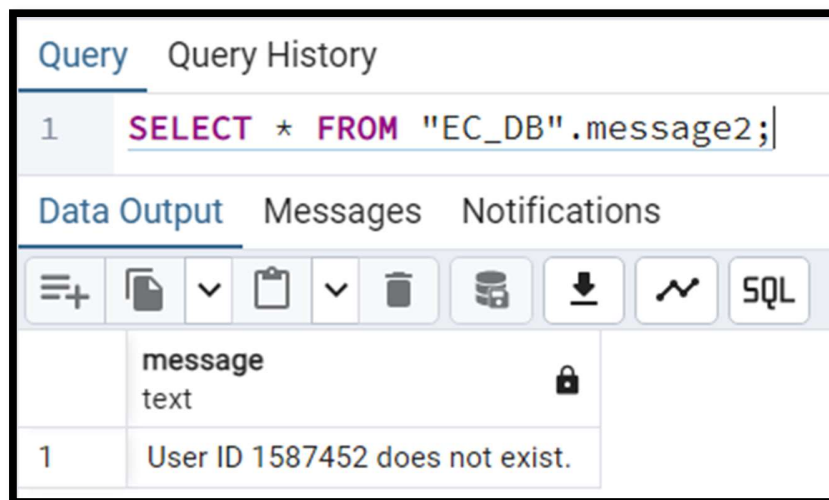 Query Query History
1 SELECT * FROM "EC_DB".message2;
Data Output Messages Notifications
SQL
message
text
1 User ID 1587452 does not exist.